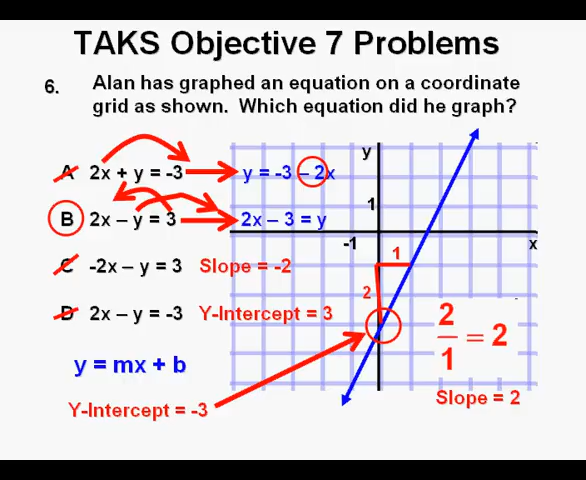 TAKS Objective 7 Problems
6. Alan has graphed an equation on a coordinate
grid as shown. Which equation did he graph?
A 2x + y = -3 y = -3 – 2x
B 2x – y = 3 2x – 3 = y
C -2x – y = 3 Slope = -2
D 2x – y = -3 Y-Intercept = 3
y = mx + b
Y-Intercept = -3
y
1
-1
x
1
2
2/1 = 2
Slope = 2